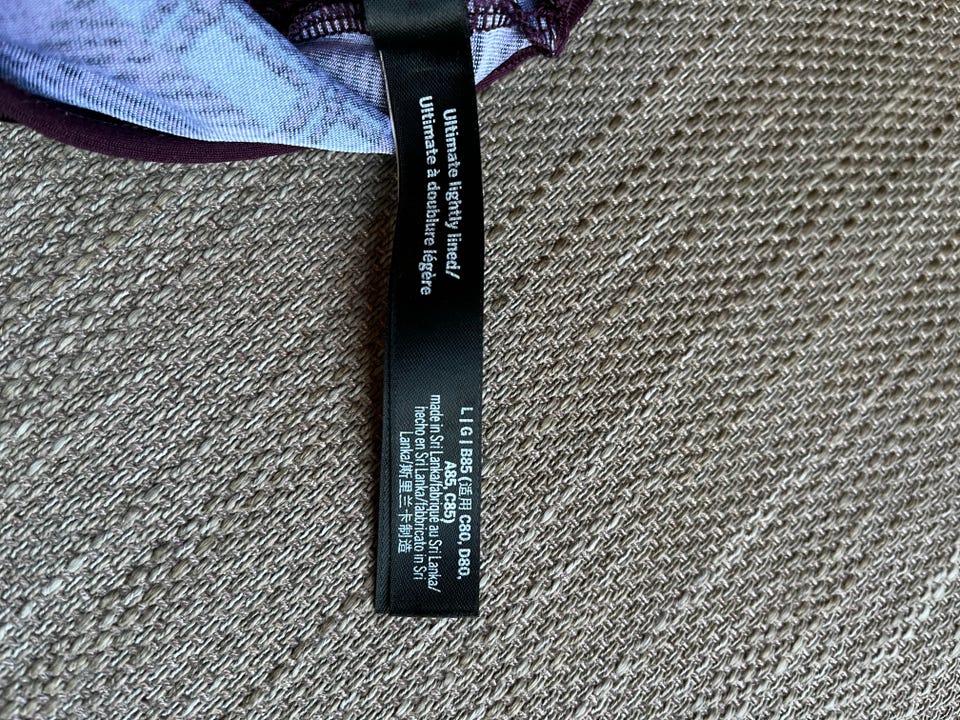 Ultimate lightly lined/
Ultimate à doublure légère
L | G | B85 (适用 C80, D80,
A85, C85)
made in Sri Lanka/fabriqué au Sri Lanka/
hecho en Sri Lanka/fabbricato in Sri
Lanka/斯里兰卡制造